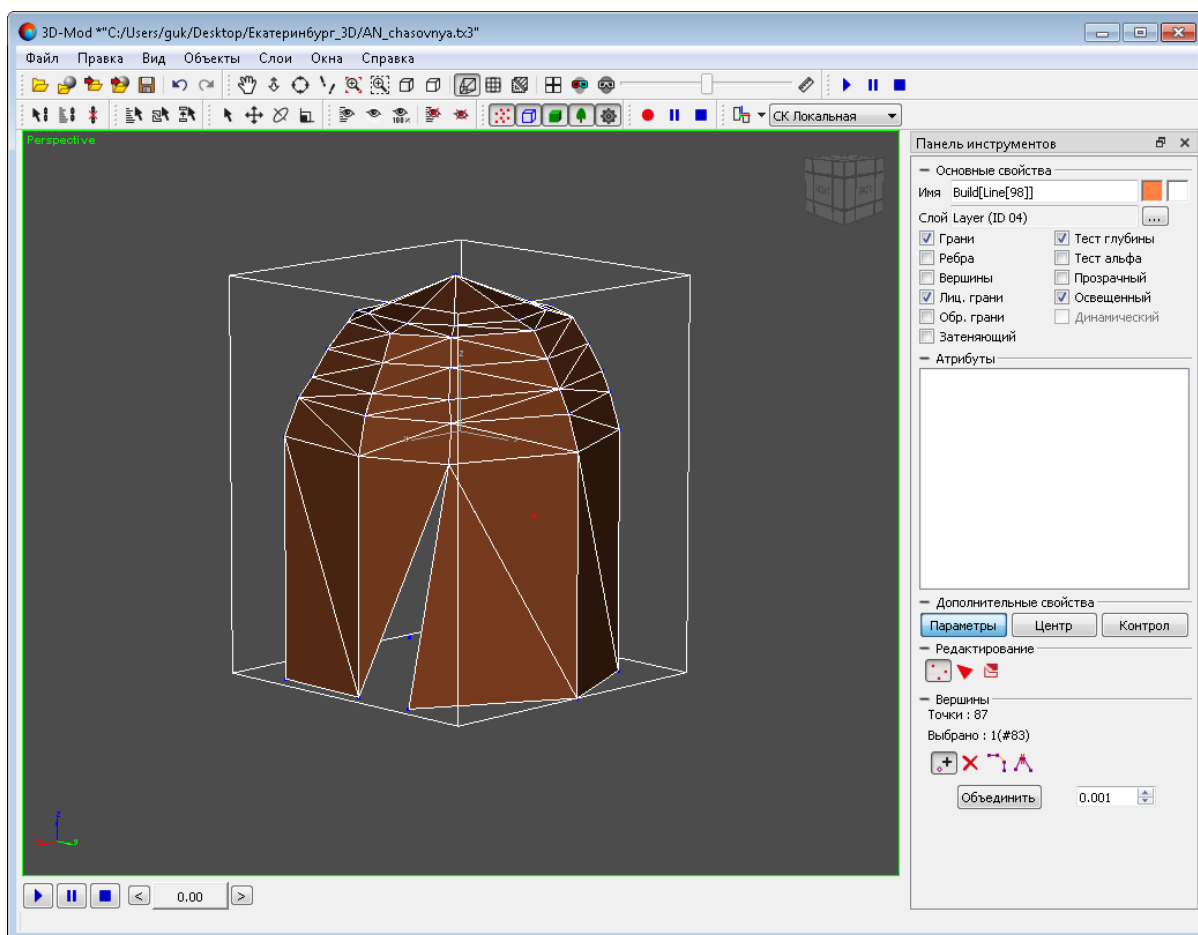 3D-Mod *"C:/Users/guk/Desktop/Екатеринбург_3D/AN_chasovnya.tx3"
Файл Правка Вид Объекты Слои Окна Справка
100%
СК Локальная
Perspective
Панель инструментов
Основные свойства
Имя Build[Line[98]]
Слой Layer (ID 04) ...
Грани Тест глубины
Ребра Тест альфа
Вершины Прозрачный
Лиц. грани Освещенный
Обр. грани Динамический
Затеняющий
Атрибуты
Дополнительные свойства
Параметры Центр Контрол
Редактирование
Вершины
Точки : 87
Выбрано : 1(#83)
Объединить 0.001
z
z
y
< 0.00 >